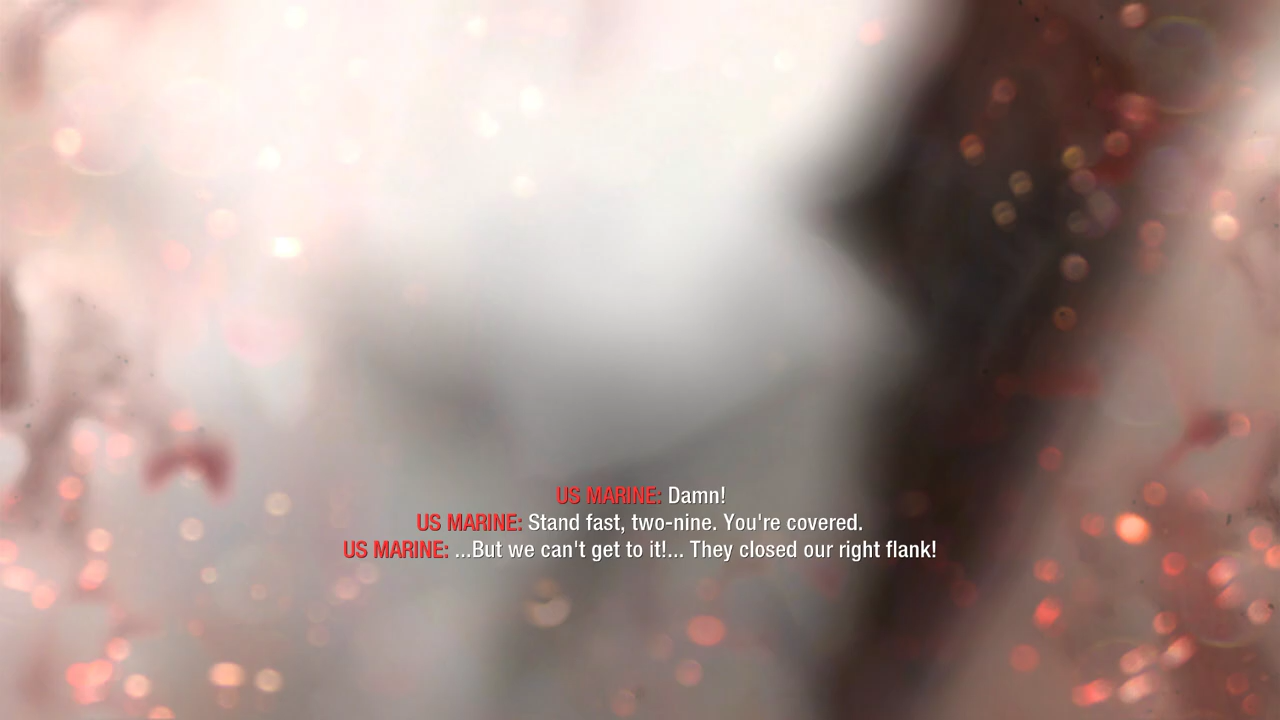 US MARINE: Damn!
US MARINE: Stand fast, two-nine. You're covered.
US MARINE: ...But we can't get to it!... They closed our right flank!